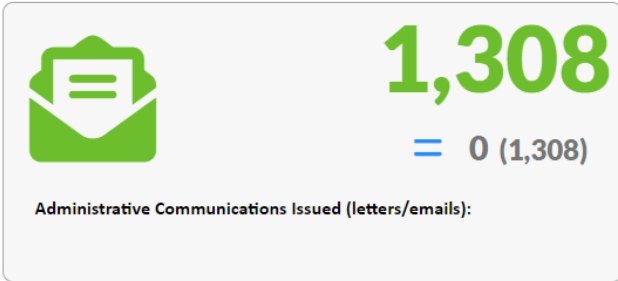 1,308
= 0 (1,308)
Administrative Communications Issued (letters/emails):